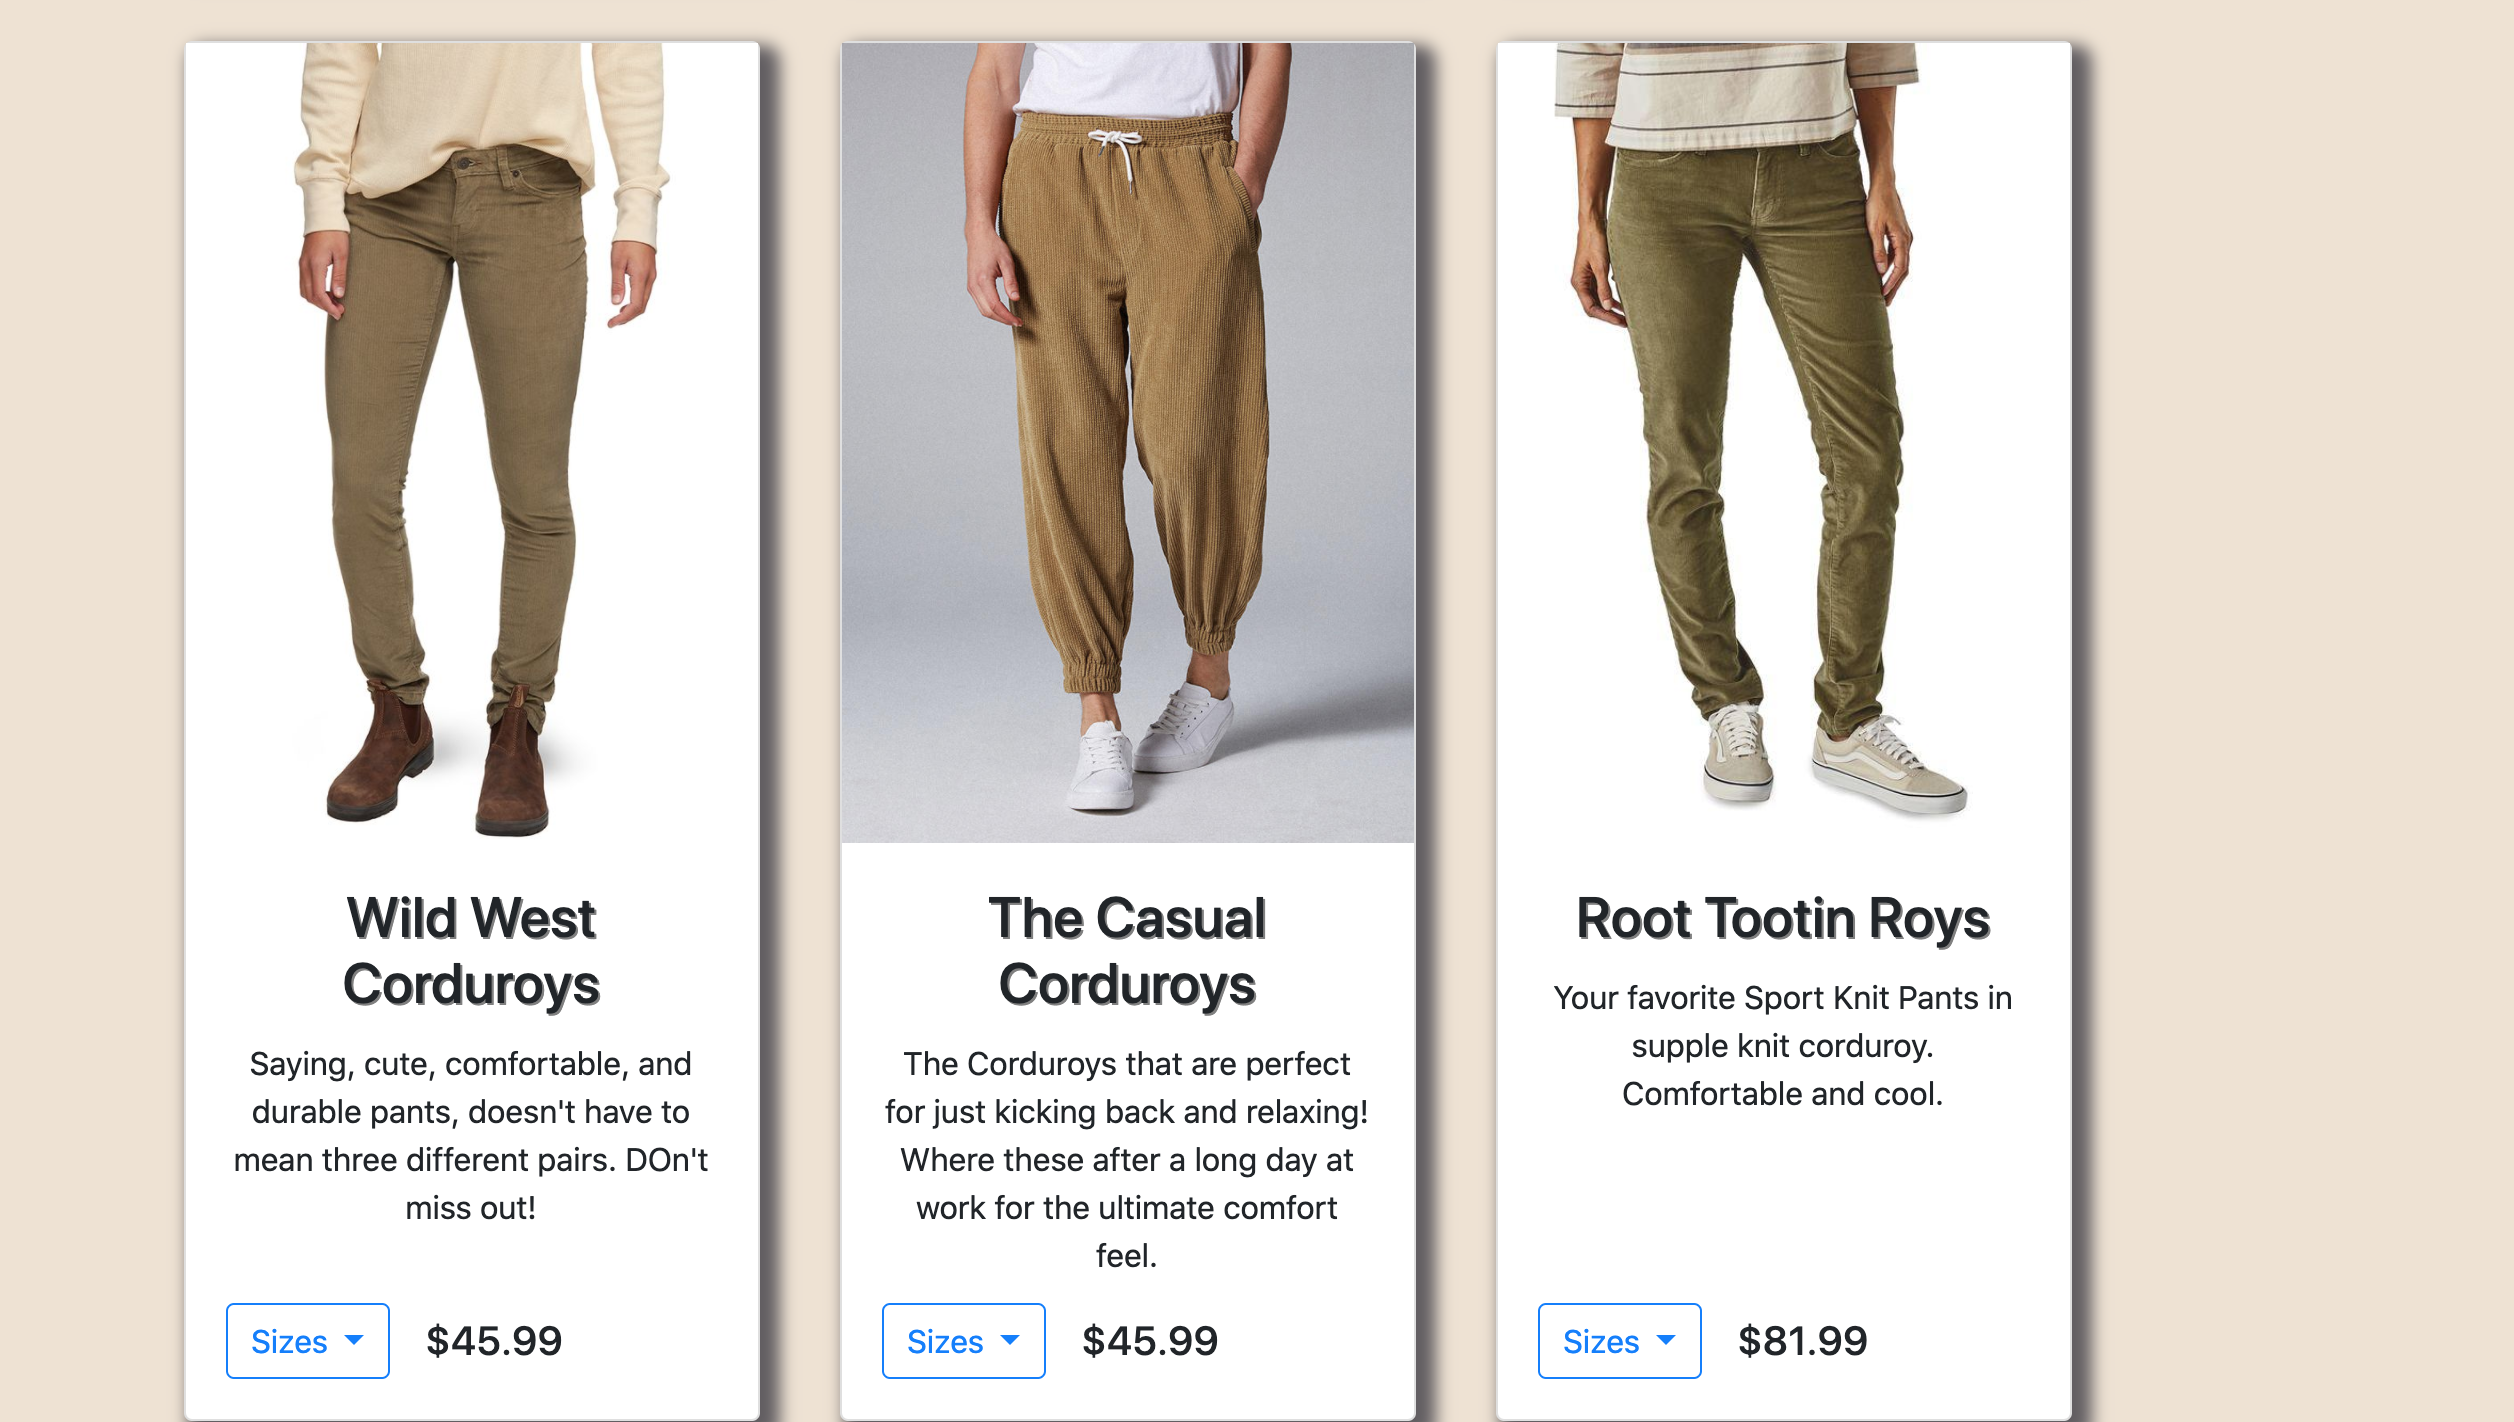 Wild West
Corduroys
Saying, cute, comfortable, and
durable pants, doesn't have to
mean three different pairs. DOn't
miss out!
Sizes
$45.99
The Casual
Corduroys
The Corduroys that are perfect
for just kicking back and relaxing!
Where these after a long day at
work for the ultimate comfort
feel.
Sizes
$45.99
Root Tootin Roys
Your favorite Sport Knit Pants in
supple knit corduroy.
Comfortable and cool.
Sizes
$81.99